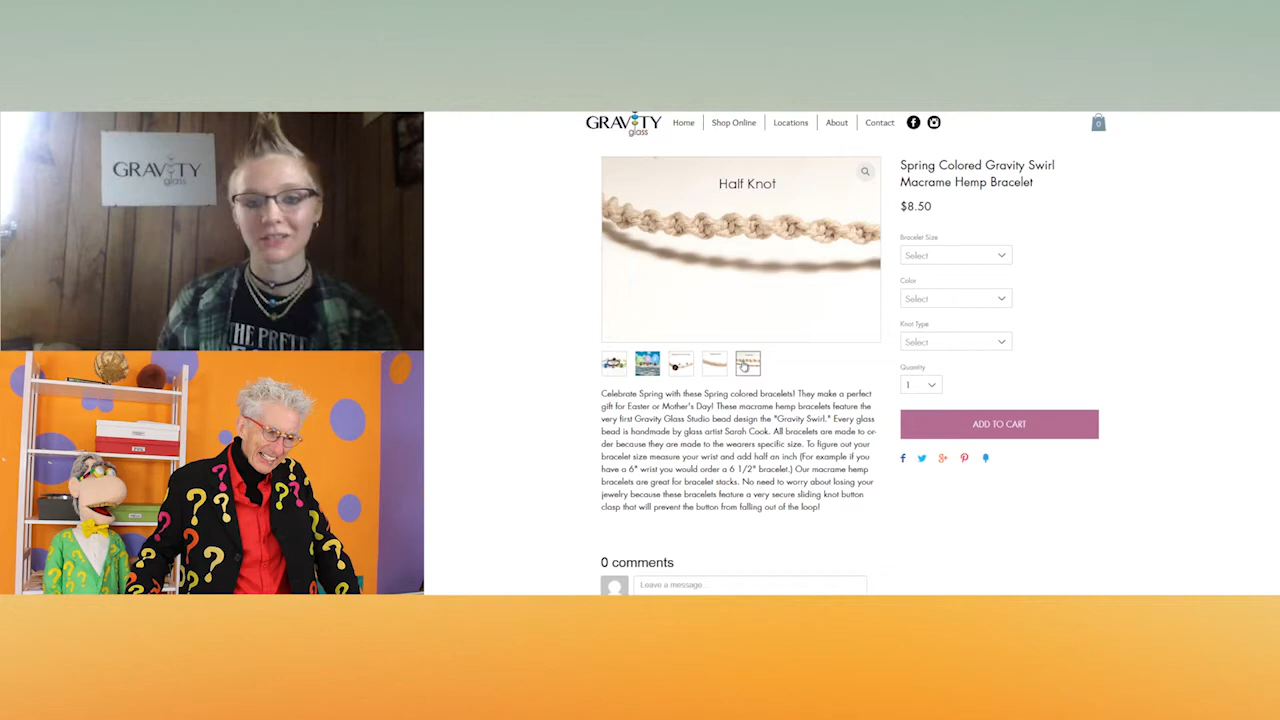 GRAVITY
glass
THE PRETTY
GRAVITY
glass
Home
Shop Online
Locations
About
Contact
0
Half Knot
Spring Colored Gravity Swirl
Macrame Hemp Bracelet
$8.50
Bracelet Size
Select
Color
Select
Knot Type
Select
Quantity
1
ADD TO CART
Celebrate Spring with these Spring colored bracelets! They make a perfect
gift for Easter or Mother's Day! These macrame hemp bracelets feature the
very first Gravity Glass Studio bead design the "Gravity Swirl." Every glass
bead is handmade by glass artist Sarah Cook. All bracelets are made to or-
der because they are made to the wearers specific size. To figure out your
bracelet size measure your wrist and add half an inch (For example if you
have a 6" wrist you would order a 6 1/2" bracelet.) Our macrame hemp
bracelets are great for bracelet stacks. No need to worry about losing your
jewelry because these bracelets feature a very secure sliding knot button
clasp that will prevent the button from falling out of the loop!
0 comments
Leave a message...